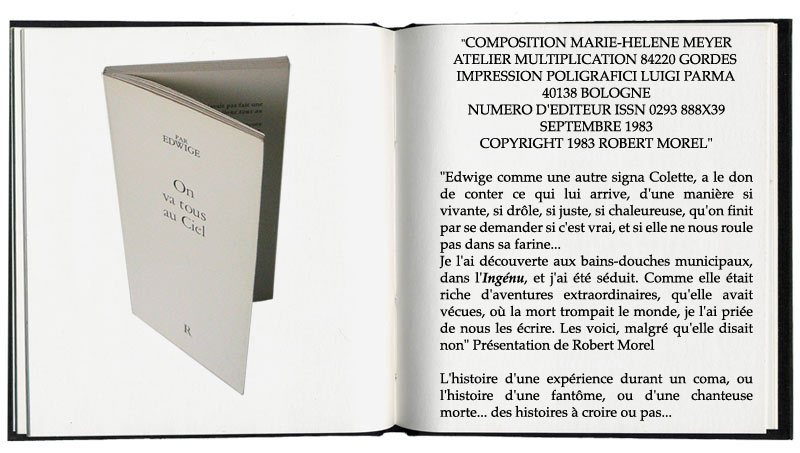 PAR
EDWIGE
On
va tous
au Ciel
R
"COMPOSITION MARIE-HELENE MEYER
ATELIER MULTIPLICATION 84220 GORDES
IMPRESSION POLIGRAFICI LUIGI PARMA
40138 BOLOGNE
NUMERO D'EDITEUR ISSN 0293 888X39
SEPTEMBRE 1983
COPYRIGHT 1983 ROBERT MOREL"
"Edwige comme une autre signa Colette, a le don
de conter ce qui lui arrive, d'une manière si
vivante, si drôle, si juste, si chaleureuse, qu'on finit
par se demander si c'est vrai, et si elle ne nous roule
pas dans sa farine...
Je l'ai découverte aux bains-douches municipaux,
dans l'Ingénu, et j'ai été séduit. Comme elle était
riche d'aventures extraordinaires, qu'elle avait
vécues, où la mort trompait le monde, je l'ai priée
de nous les écrire. Les voici, malgré qu'elle disait
non" Présentation de Robert Morel
L'histoire d'une expérience durant un coma, ou
l'histoire d'une fantôme, ou d'une chanteuse
morte... des histoires à croire ou pas...